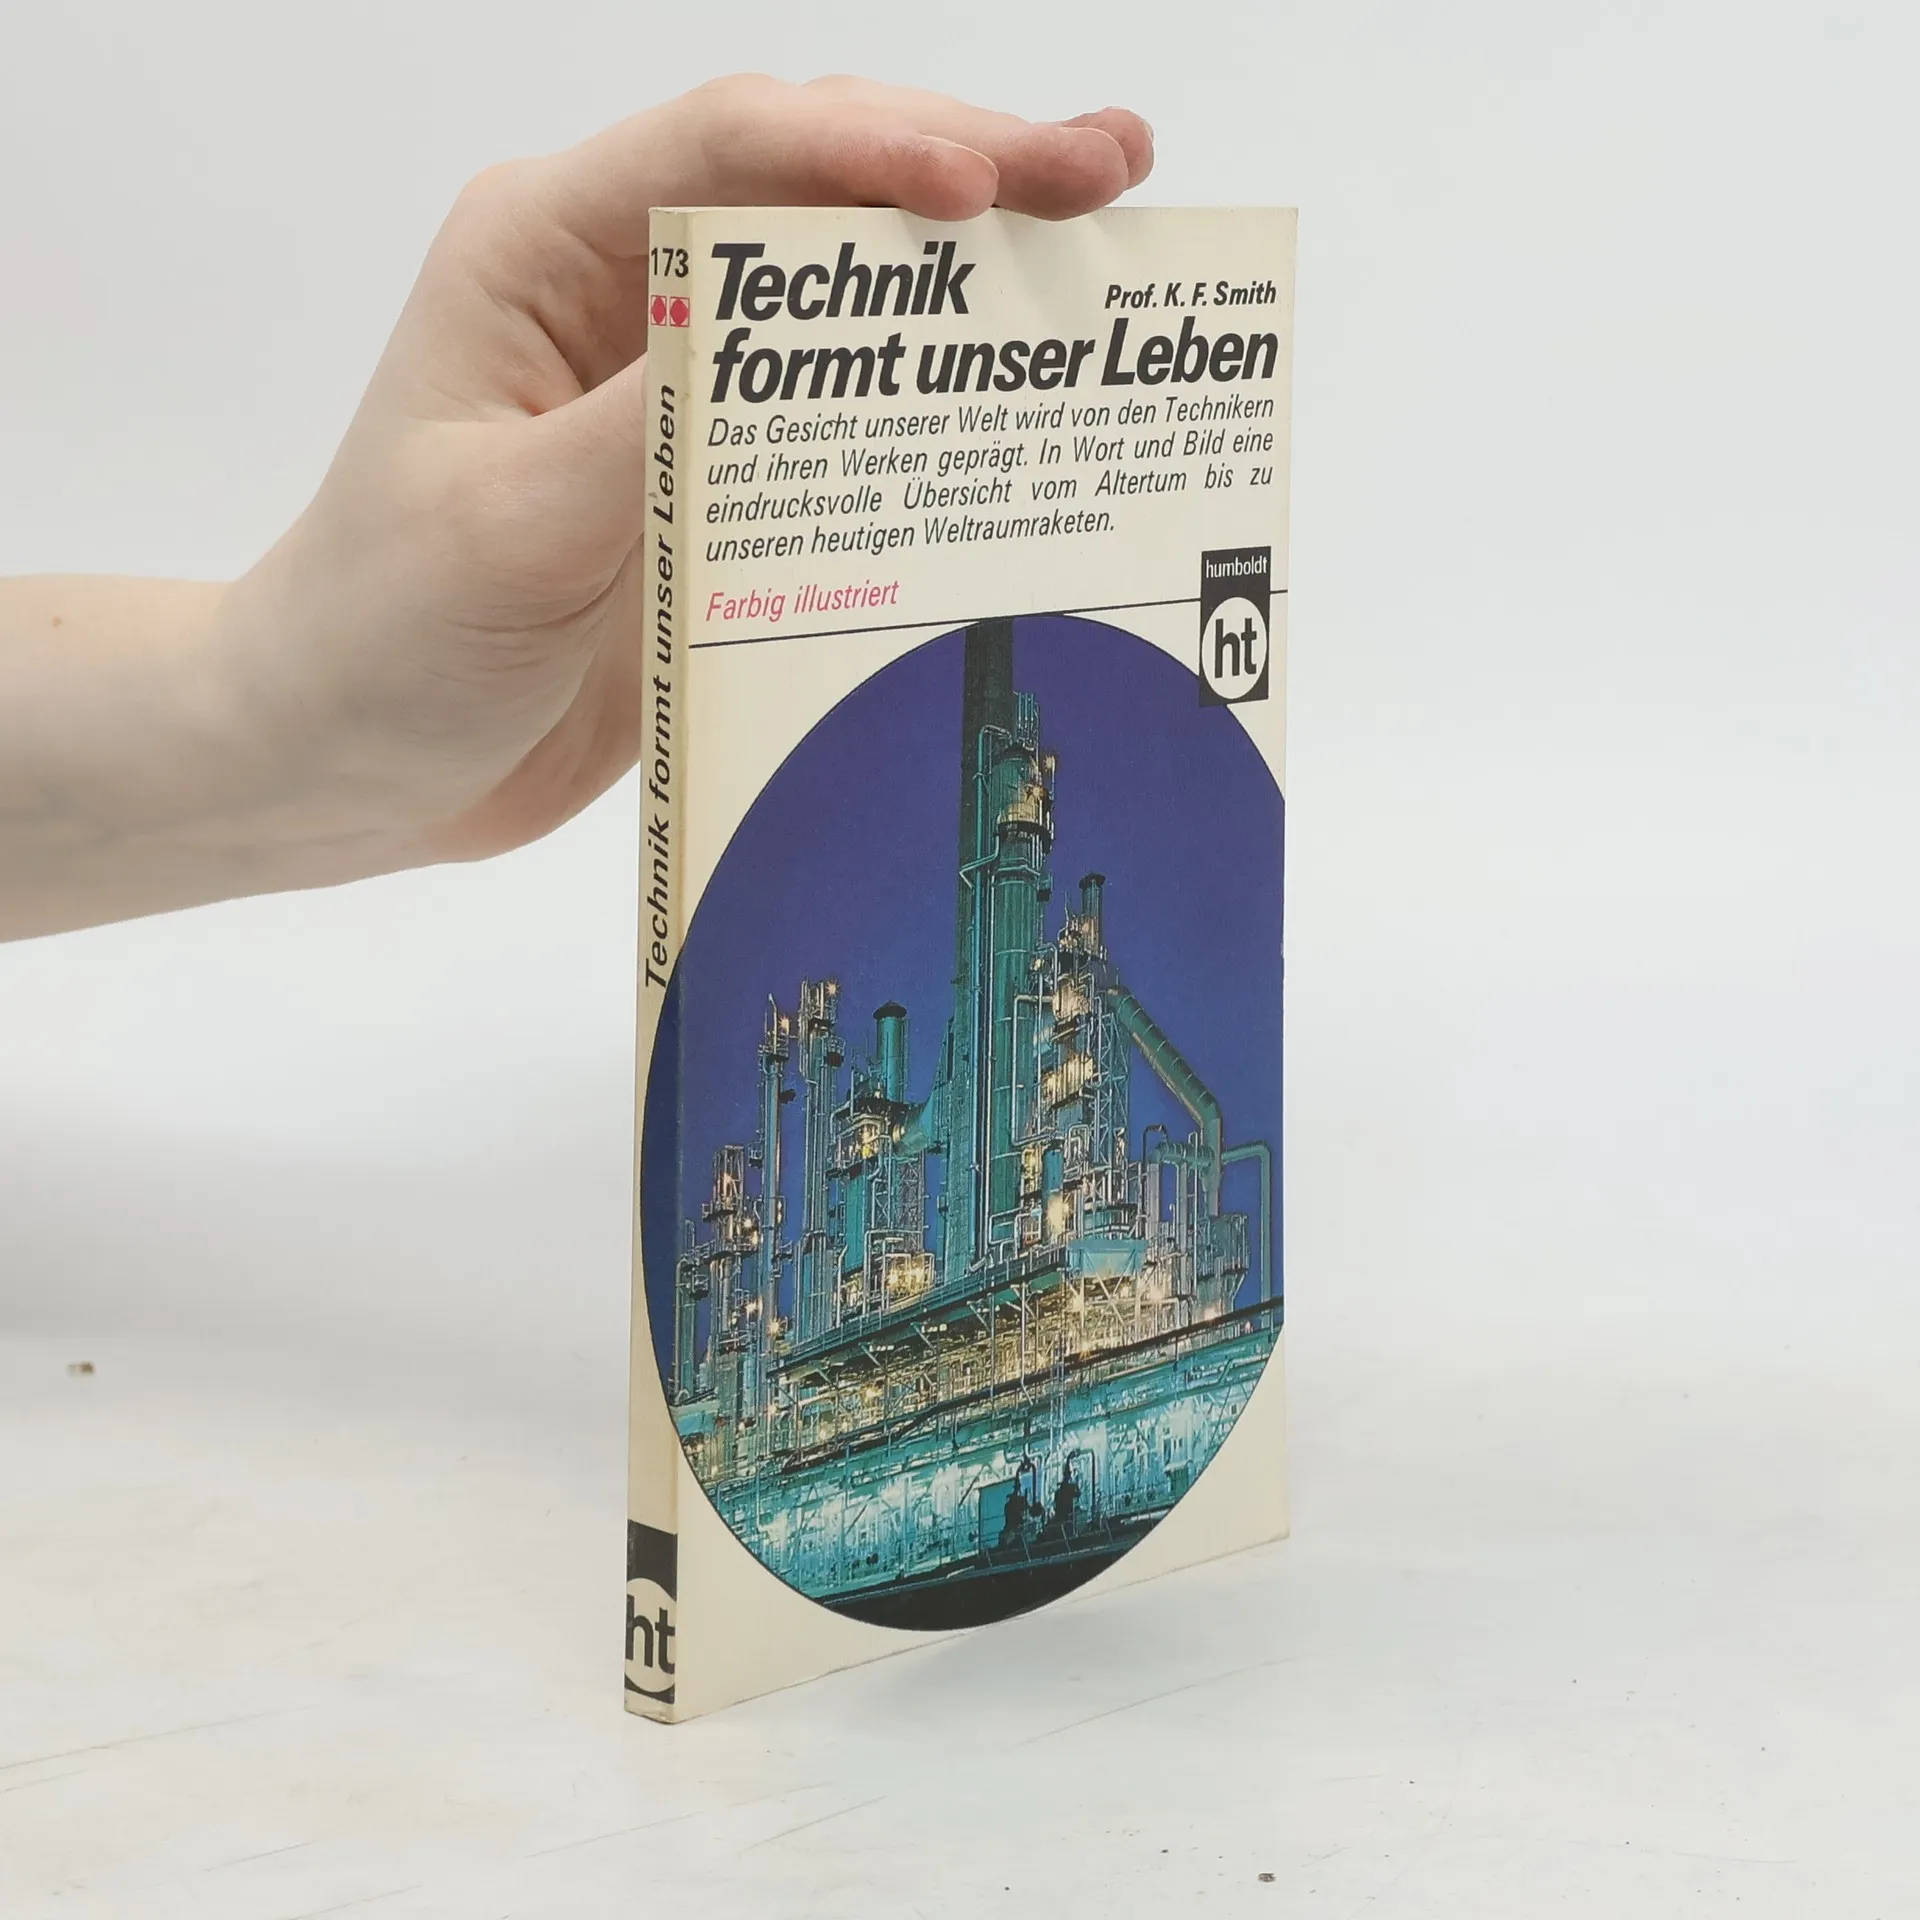 173
Technik formt unser Leben
ht
Technik
Prof. K. F. Smith
formt unser Leben
Das Gesicht unserer Welt wird von den Technikern
und ihren Werken geprägt. In Wort und Bild eine
eindrucksvolle Übersicht vom Altertum bis zu
unseren heutigen Weltraumraketen.
Farbig illustriert
humboldt
ht